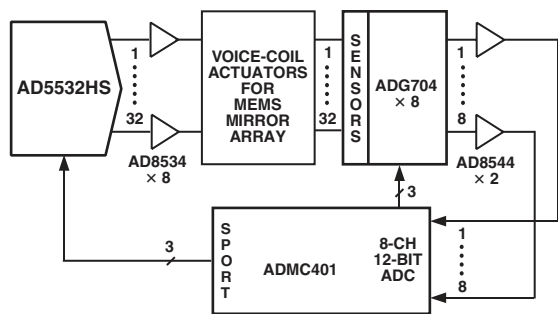 AD5532HS
1
32
AD8534
× 8
VOICE-COIL
ACTUATORS
FOR
MEMS
MIRROR
ARRAY
1
32
SENSORS
ADG704
× 8
1
8
AD8544
× 2
3
3
SPORT
ADMC401
8-CH
12-BIT
ADC
1
8